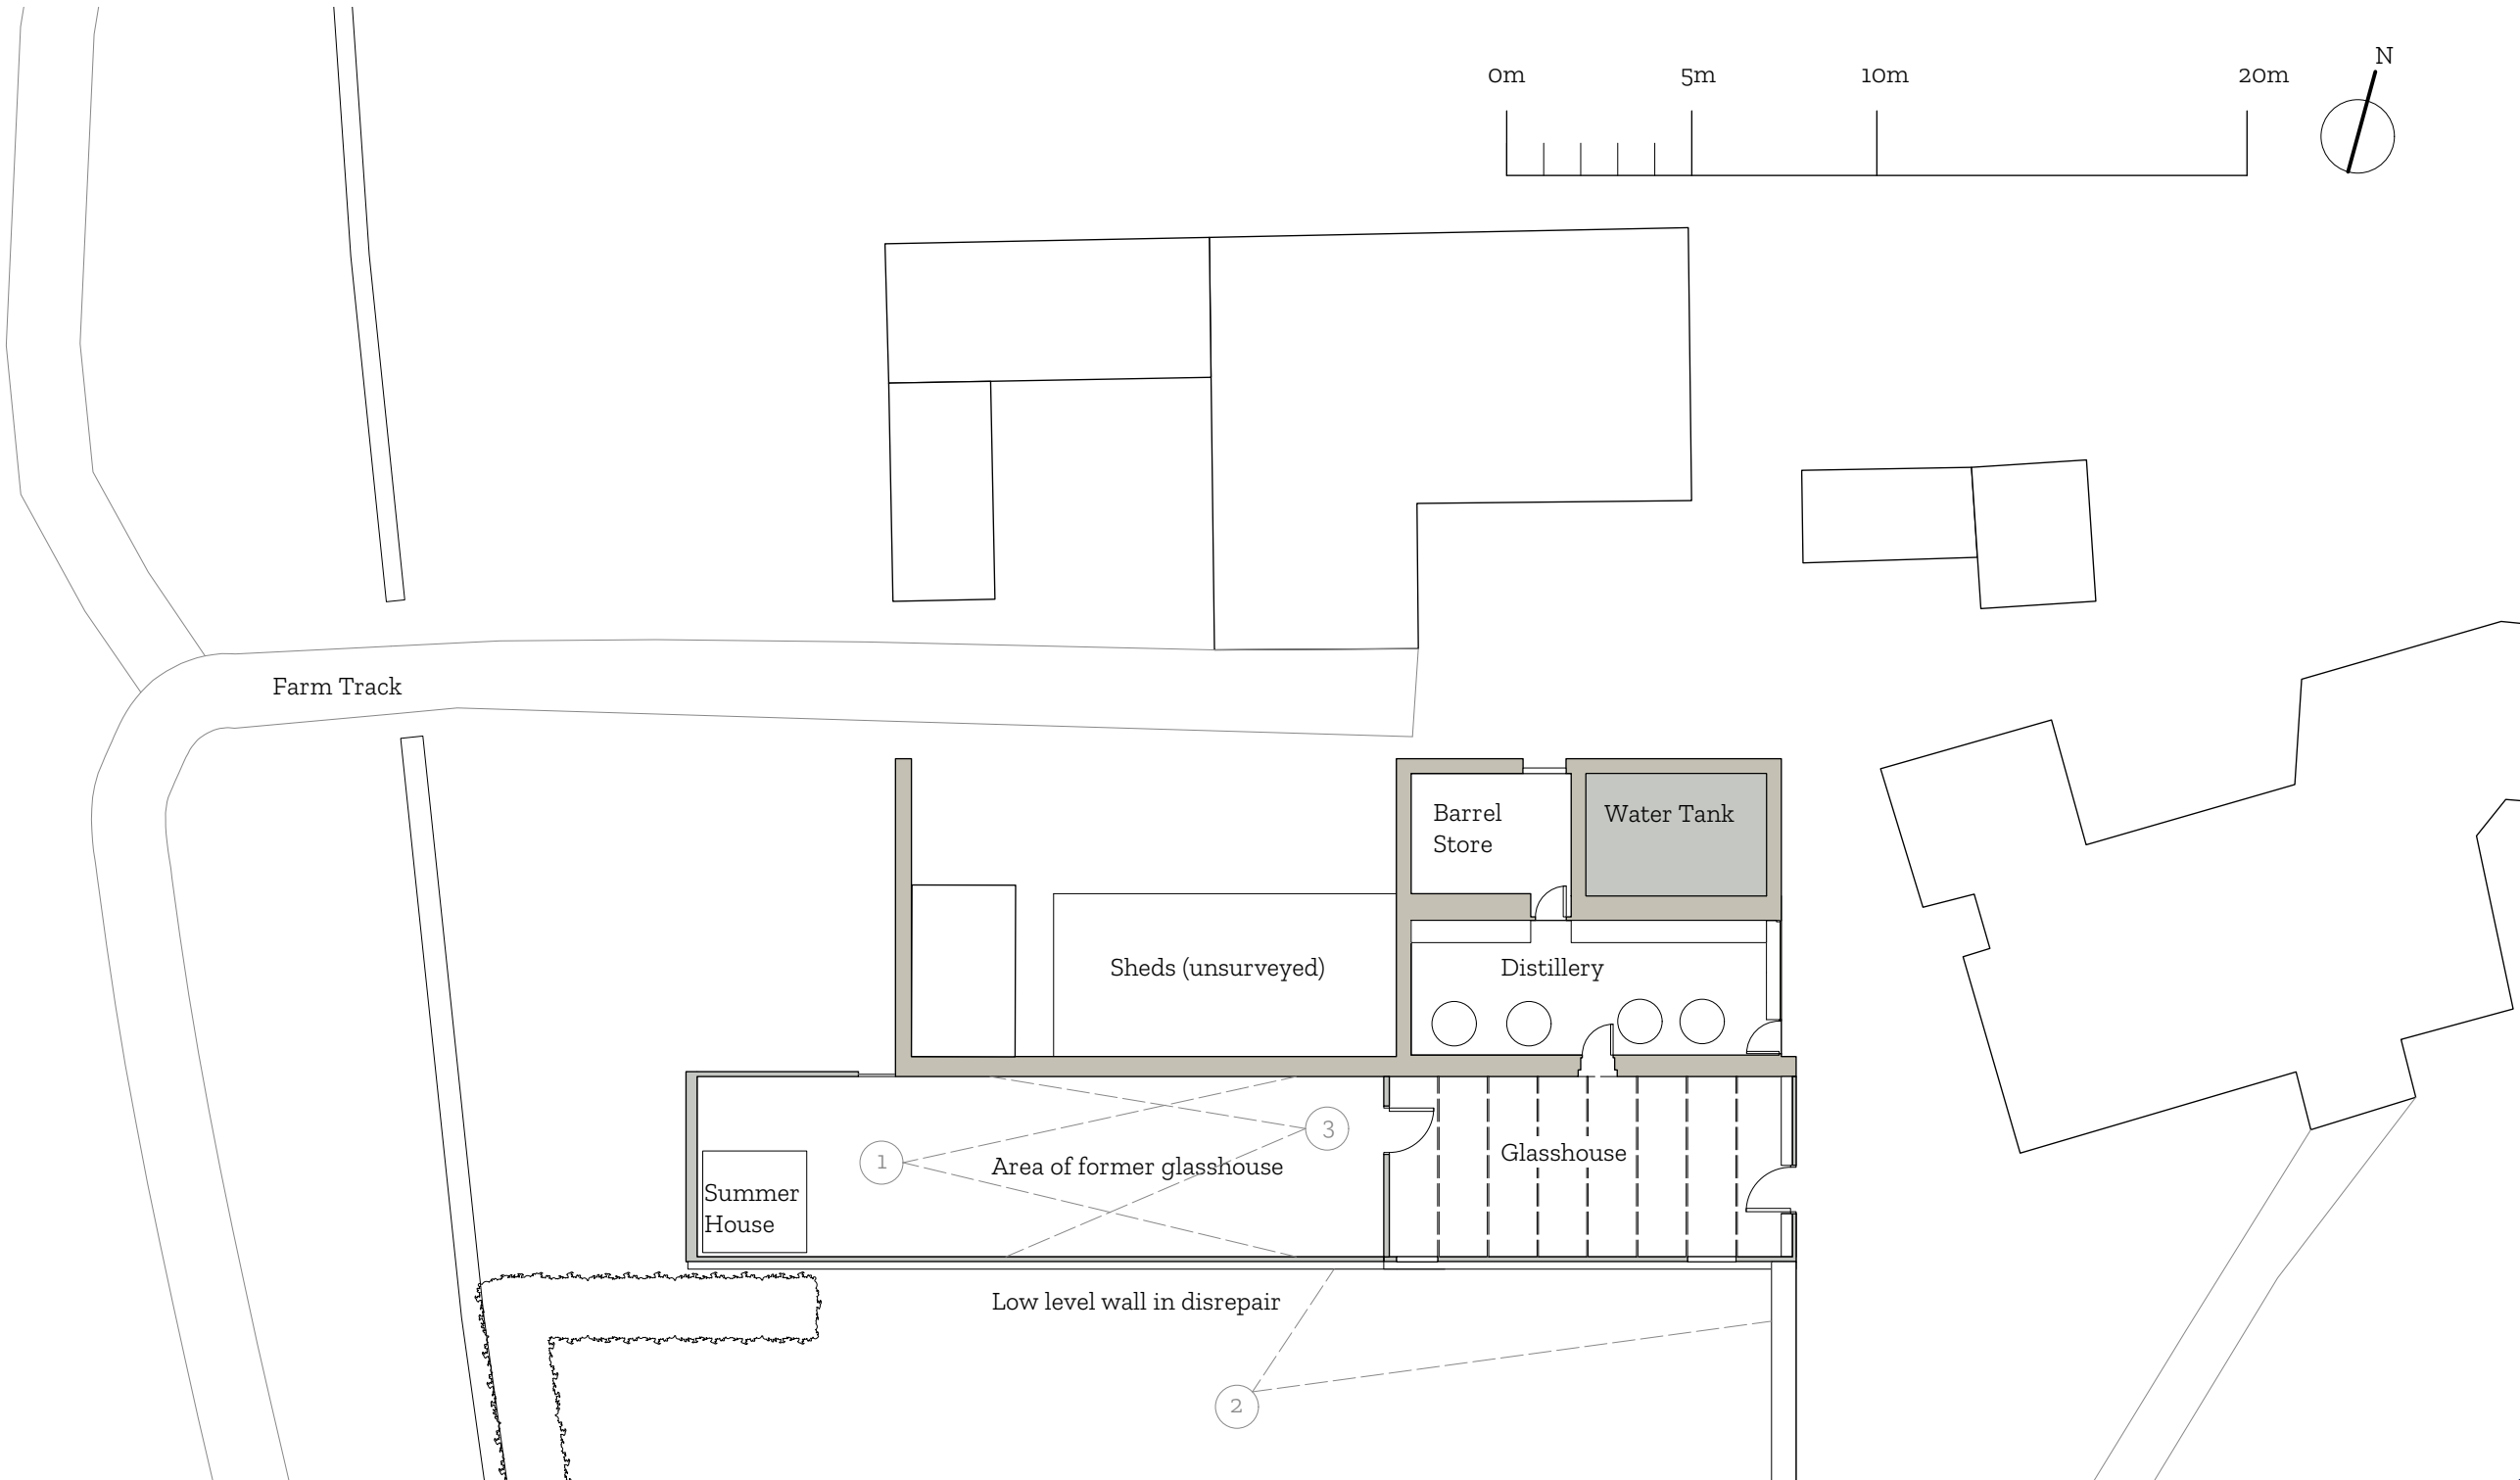 N
0m 5m 10m 20m
Farm Track
Barrel
Store
Water Tank
Sheds (unsurveyed)
Distillery
3
1
Area of former glasshouse
Glasshouse
Summer
House
Low level wall in disrepair
2